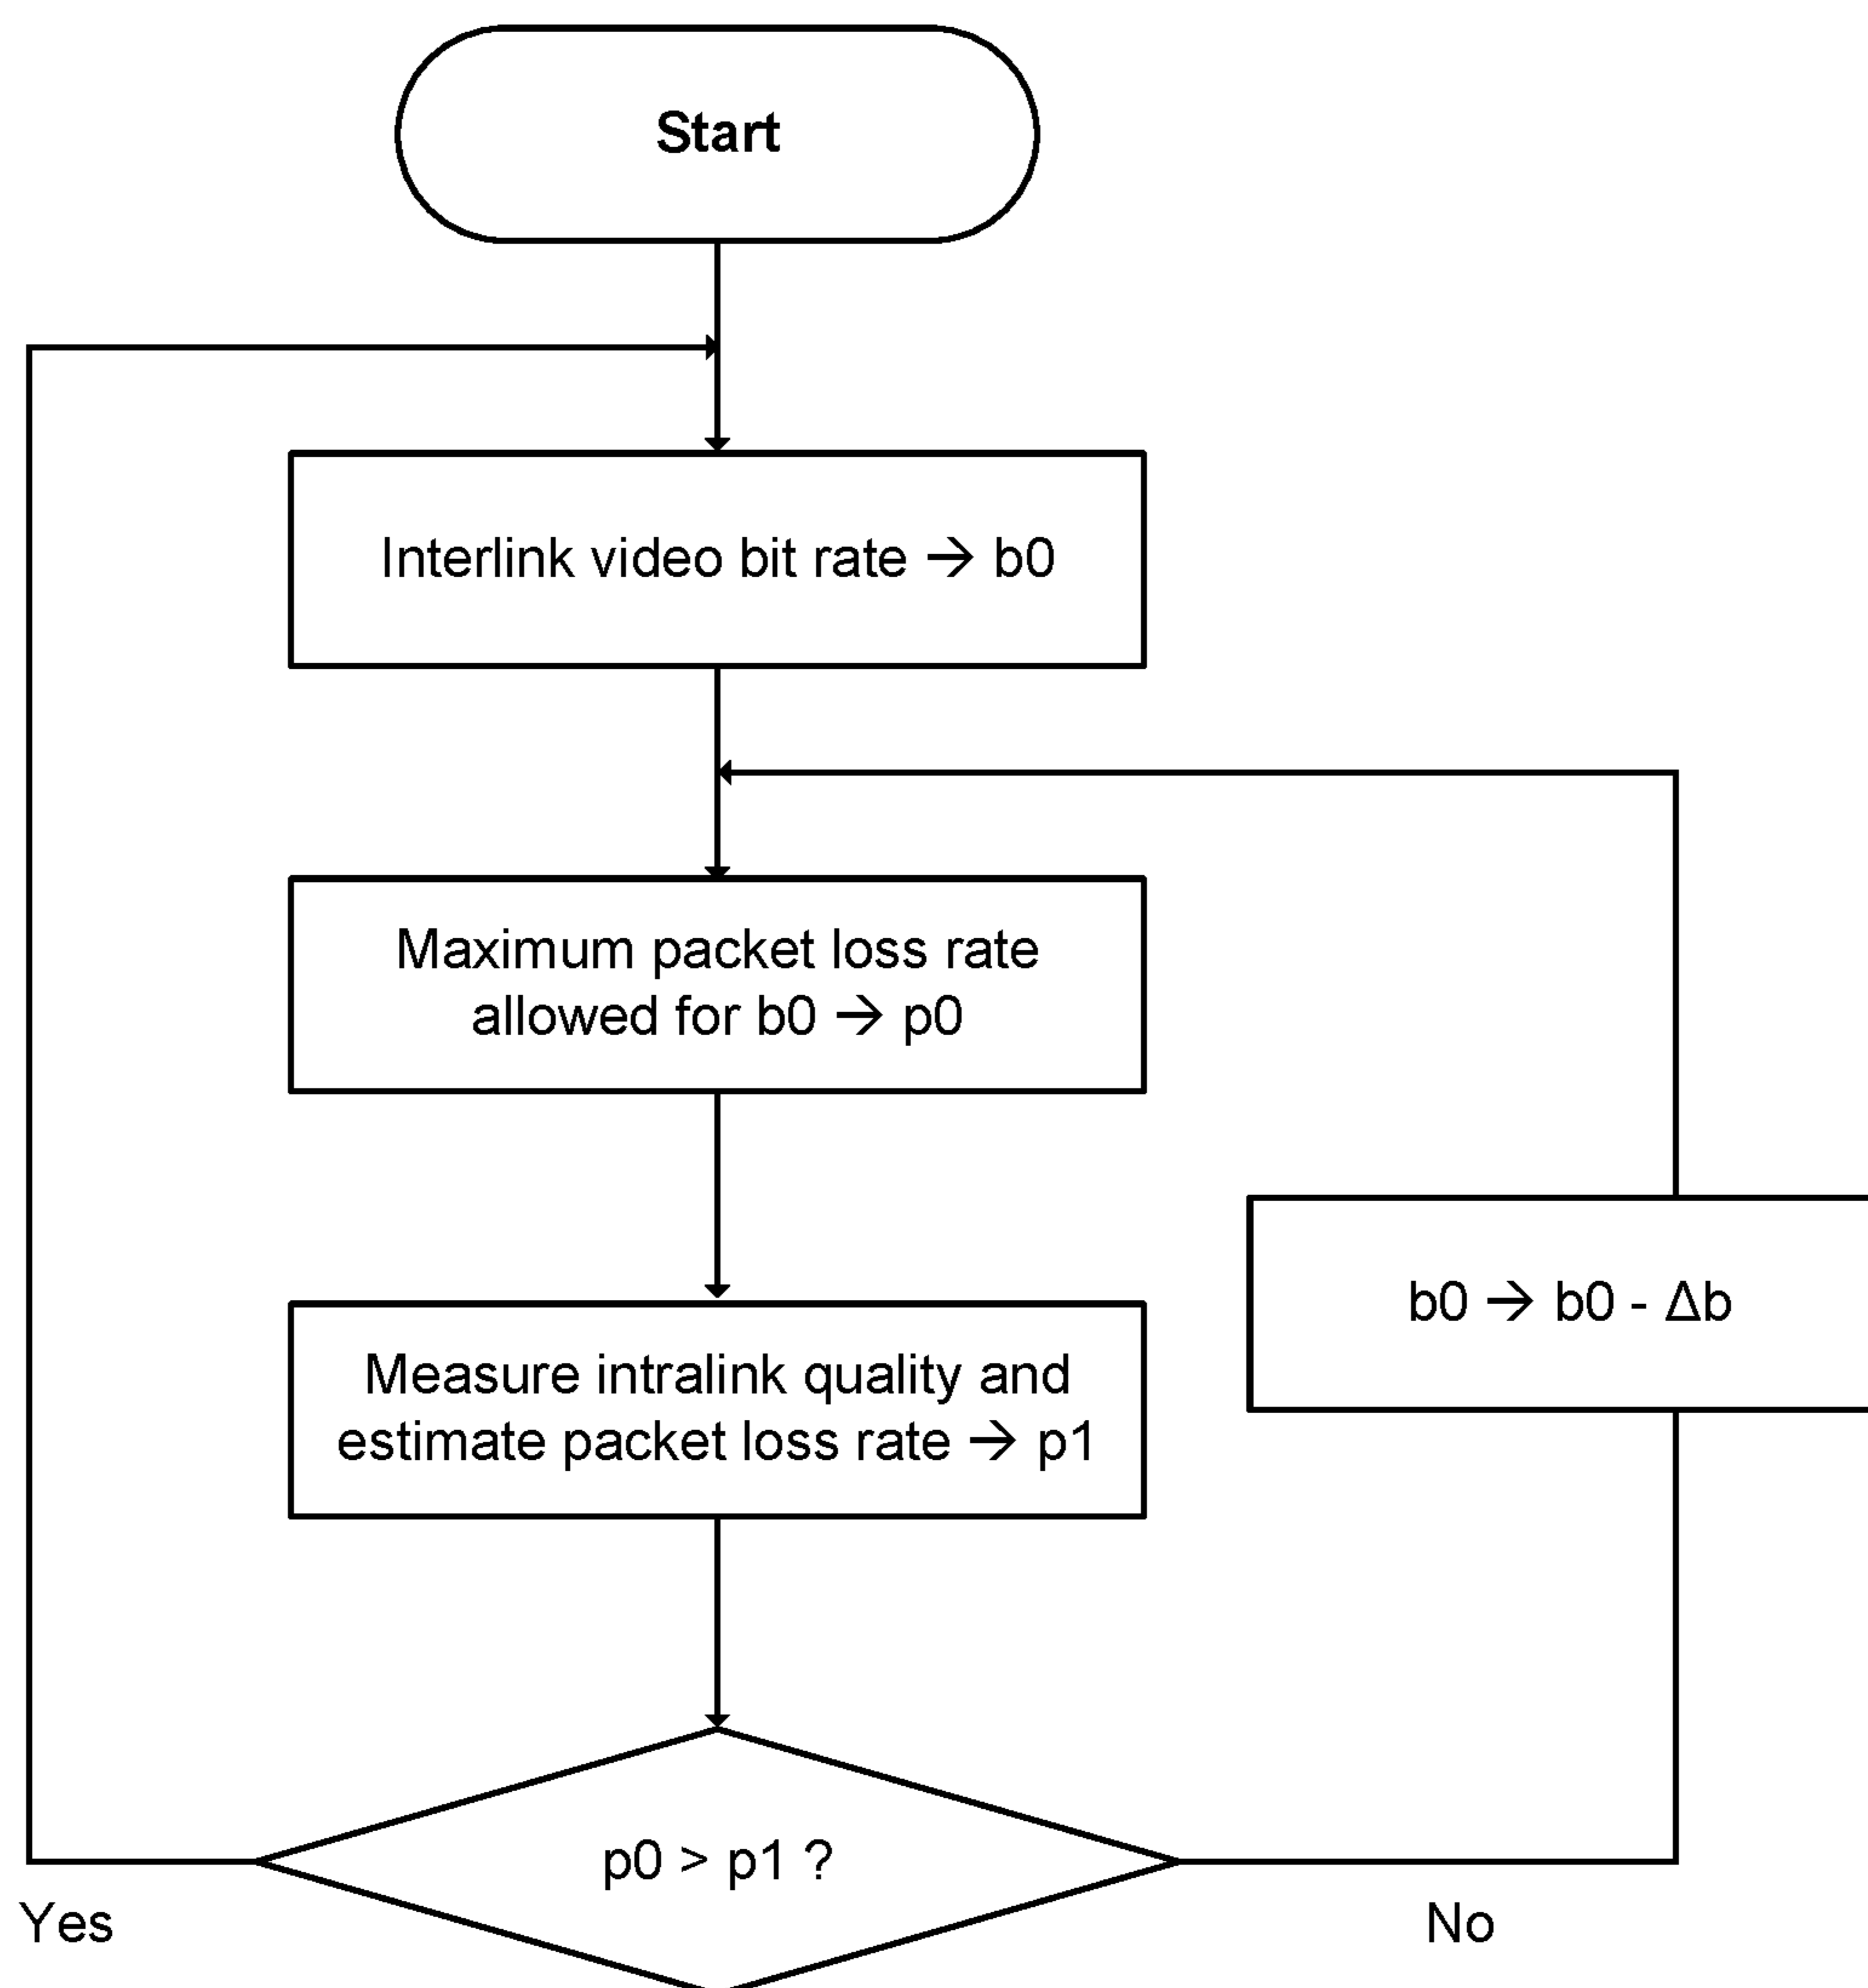 Start
Interlink video bit rate → b0
Maximum packet loss rate
allowed for b0 → p0
Measure intralink quality and
estimate packet loss rate → p1
b0 → b0 - Δb
p0 > p1 ?
Yes
No